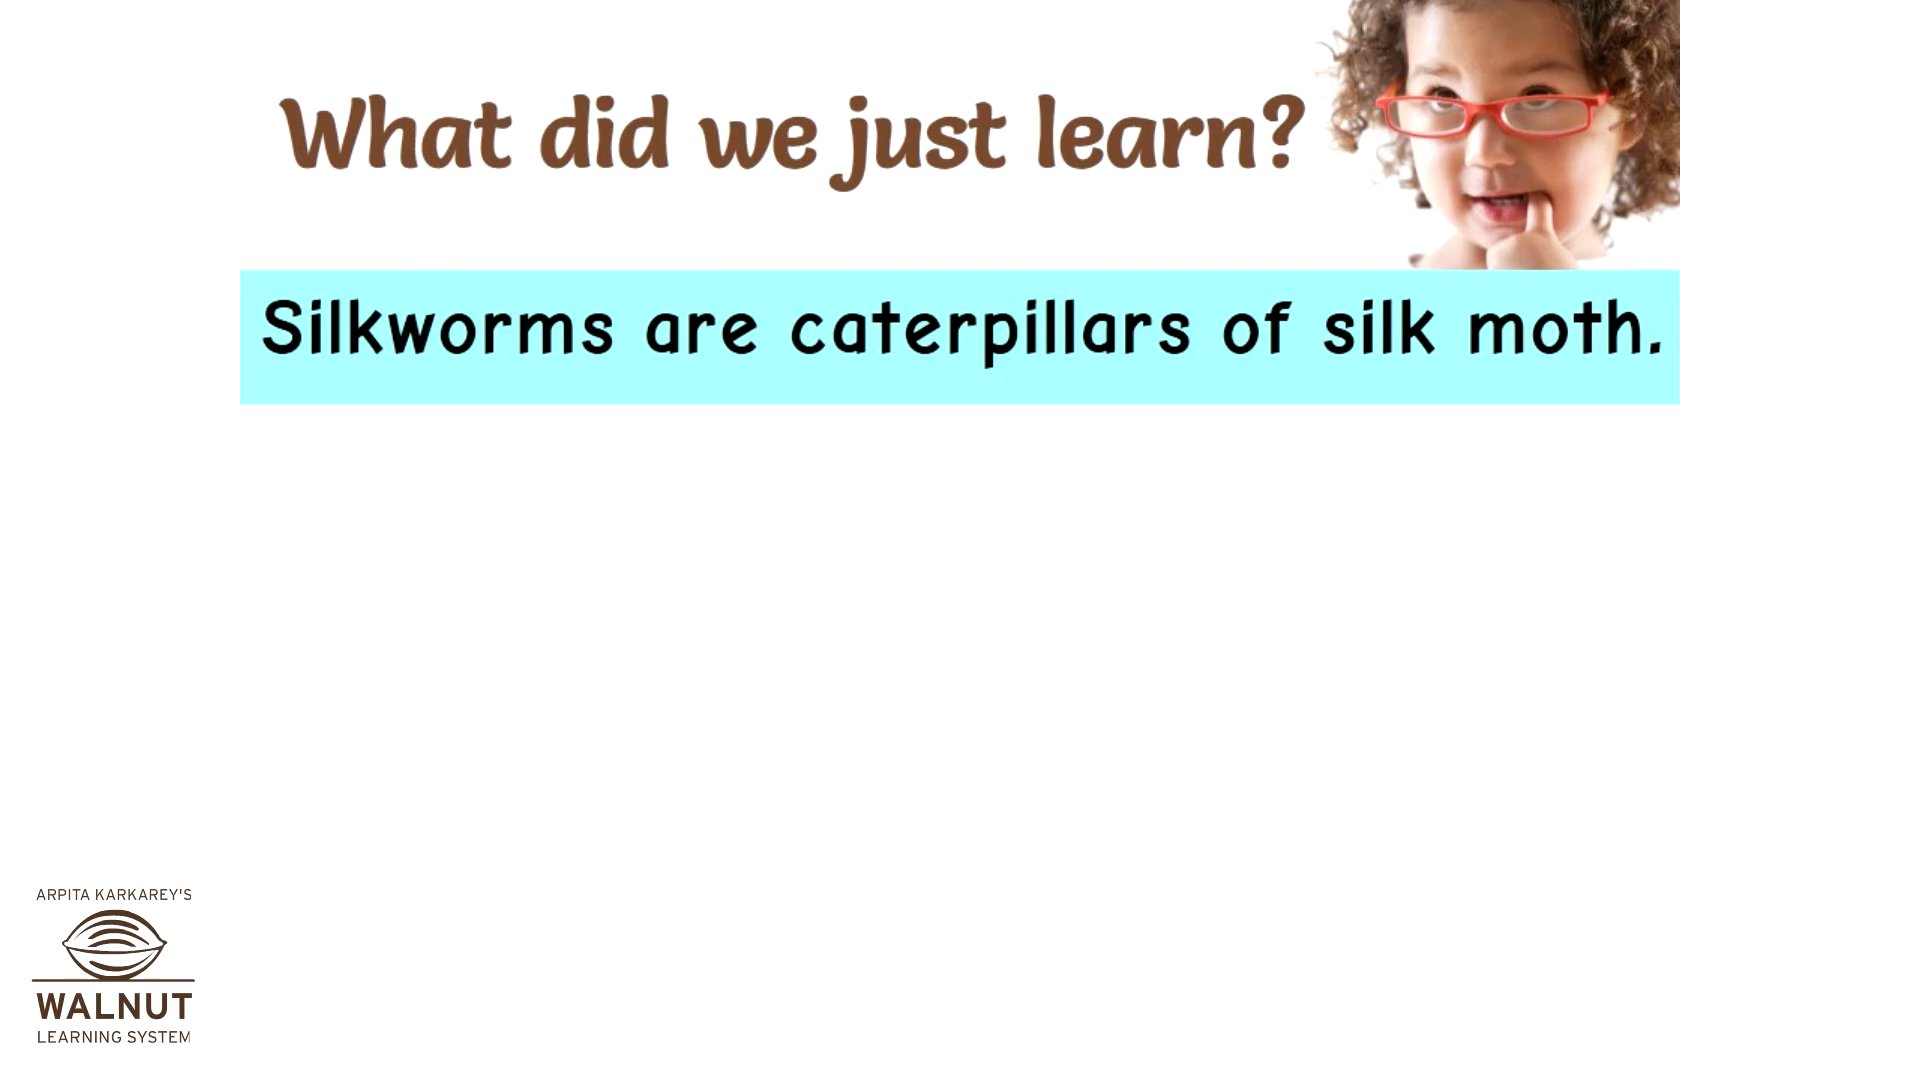 What did we just learn?
Silkworms are caterpillars of silk moth.
ARPITA KARKAREY'S
WALNUT
LEARNING SYSTEM